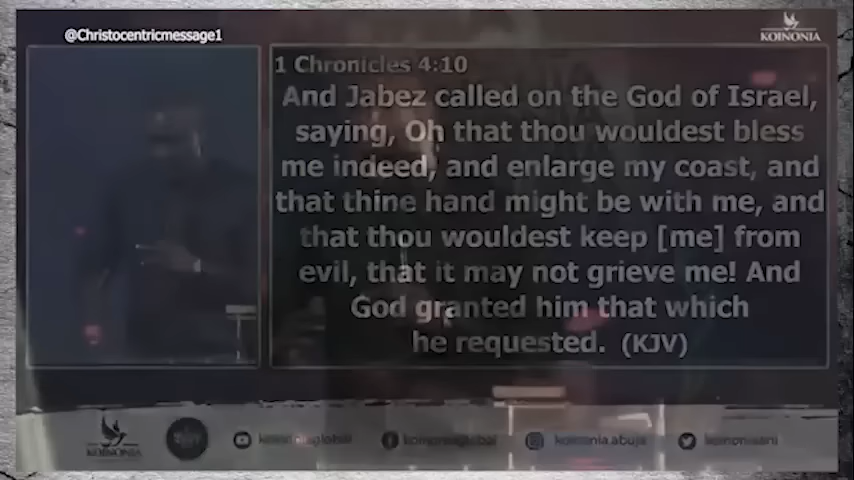 @Christocentricmessage1
KOINONIA
1 Chronicles 4:10
And Jabez called on the God of Israel,
saying, Oh that thou wouldest bless
me indeed, and enlarge my coast, and
that thine hand might be with me, and
that thou wouldest keep [me] from
evil, that it may not grieve me! And
God granted him that which
he requested. (KJV)
KOINONIA
koinonia.abuja